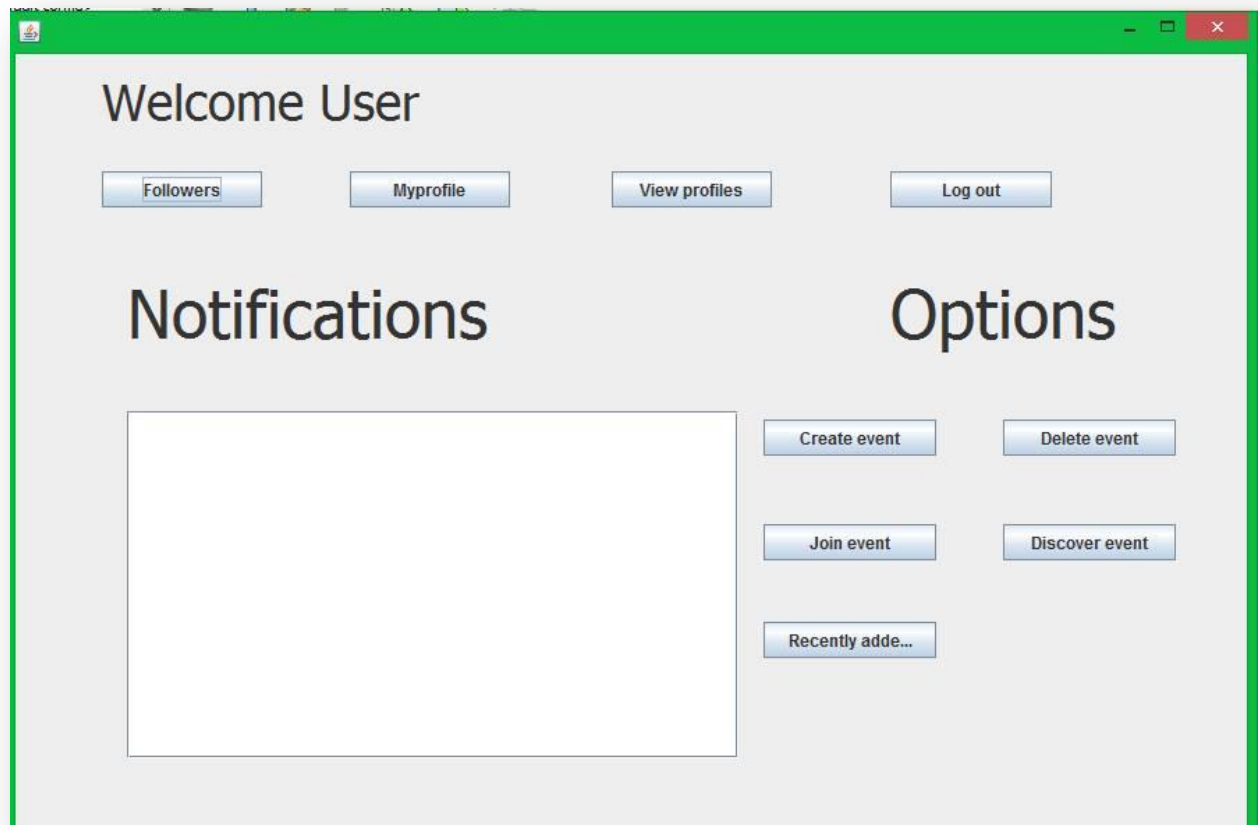 Welcome User
Followers Myprofile View profiles Log out
Notifications Options
Create event Delete event
Join event Discover event
Recently adde...